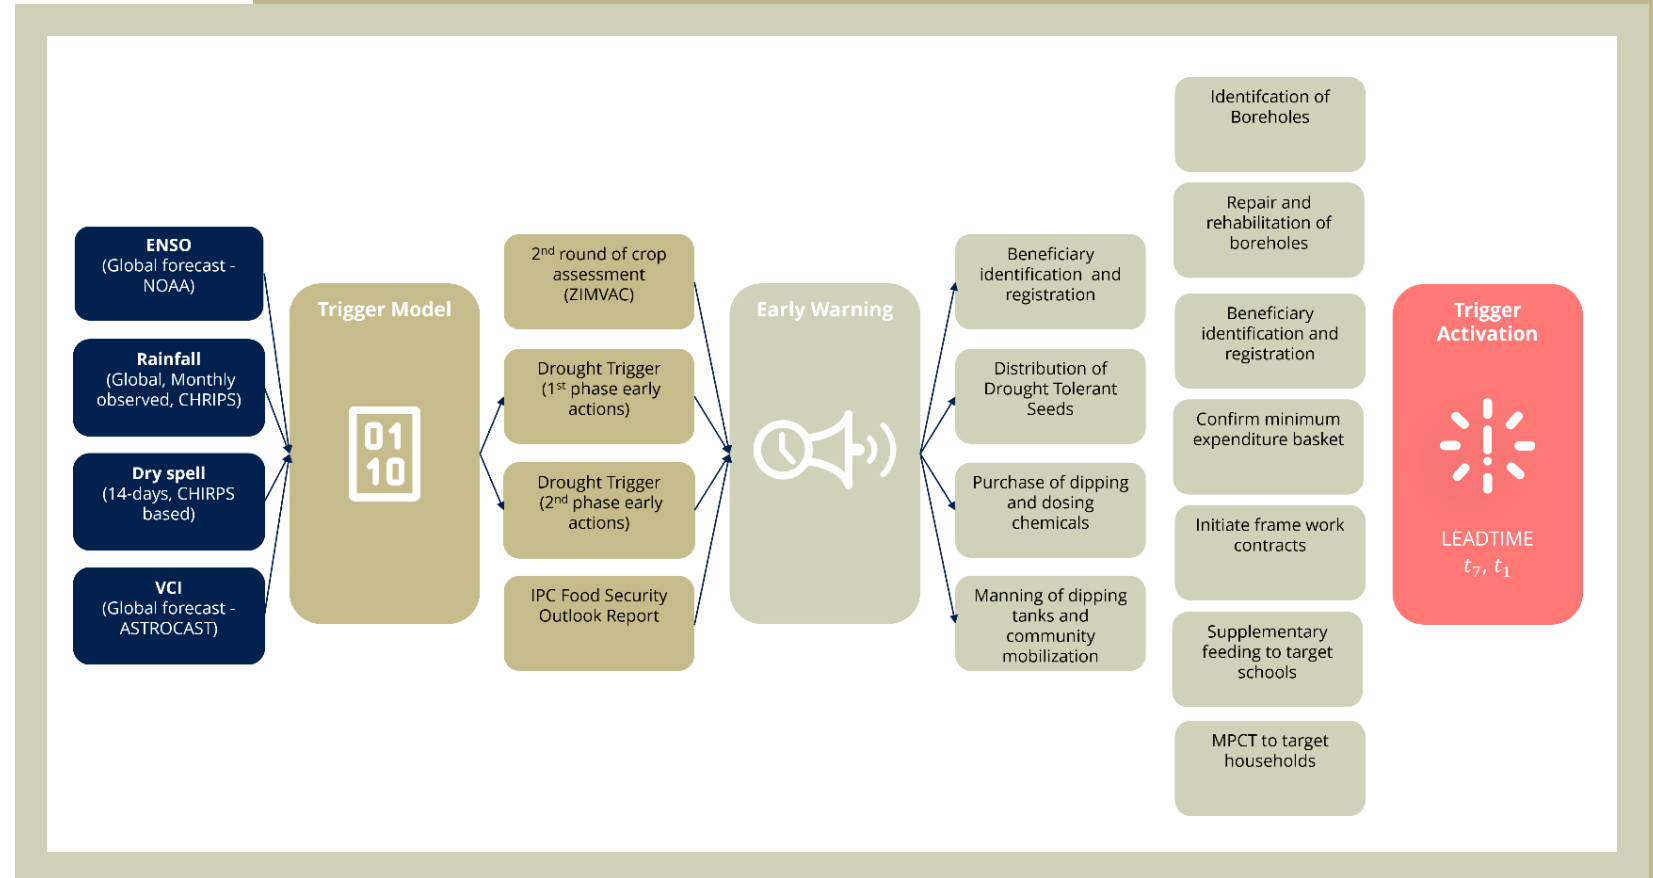 ENSO
(Global forecast -
NOAA)
Rainfall
(Global, Monthly
observed, CHRIPS)
Dry spell
(14-days, CHIRPS
based)
VCI
(Global forecast -
ASTROCAST)
Trigger Model
01
10
2nd round of crop
assessment
(ZIMVAC)
Drought Trigger
(1st phase early
actions)
Drought Trigger
(2nd phase early
actions)
IPC Food Security
Outlook Report
Early Warning
Beneficiary
identification and
registration
Distribution of
Drought Tolerant
Seeds
Purchase of dipping
and dosing
chemicals
Manning of dipping
tanks and
community
mobilization
Identifcation of
Boreholes
Repair and
rehabilitation of
boreholes
Beneficiary
identification and
registration
Confirm minimum
expenditure basket
Initiate frame work
contracts
Supplementary
feeding to target
schools
MPCT to target
households
Trigger
Activation
LEADTIME
t₇, t₁